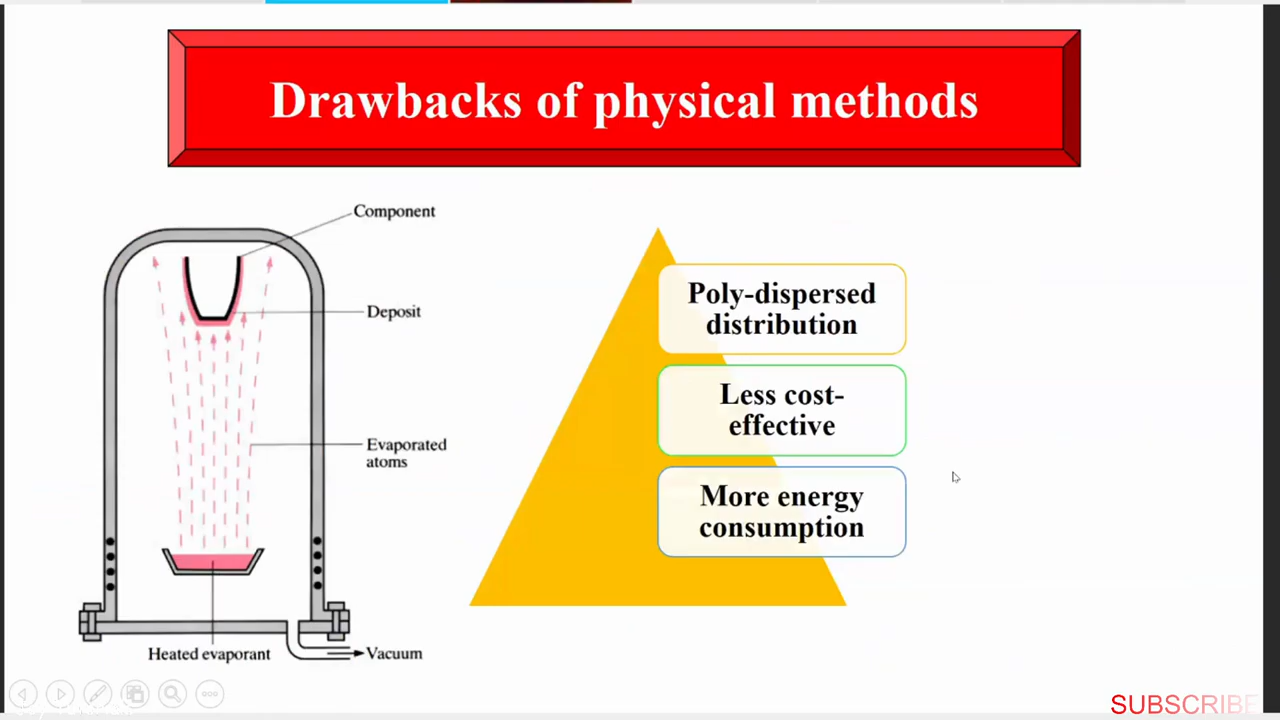 Drawbacks of physical methods
Component
Deposit
Evaporated
atoms
Heated evaporant
Vacuum
Poly-dispersed
distribution
Less cost-
effective
More energy
consumption
SUBSCRIBE